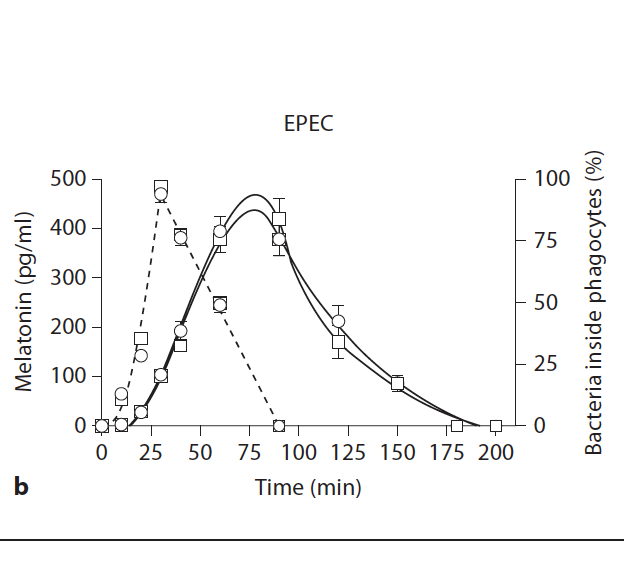 EPEC
500
400
300
200
100
0
Melatonin (pg/ml)
100
75
50
25
0
Bacteria inside phagocytes (%)
0 25 50 75 100 125 150 175 200
Time (min)
b